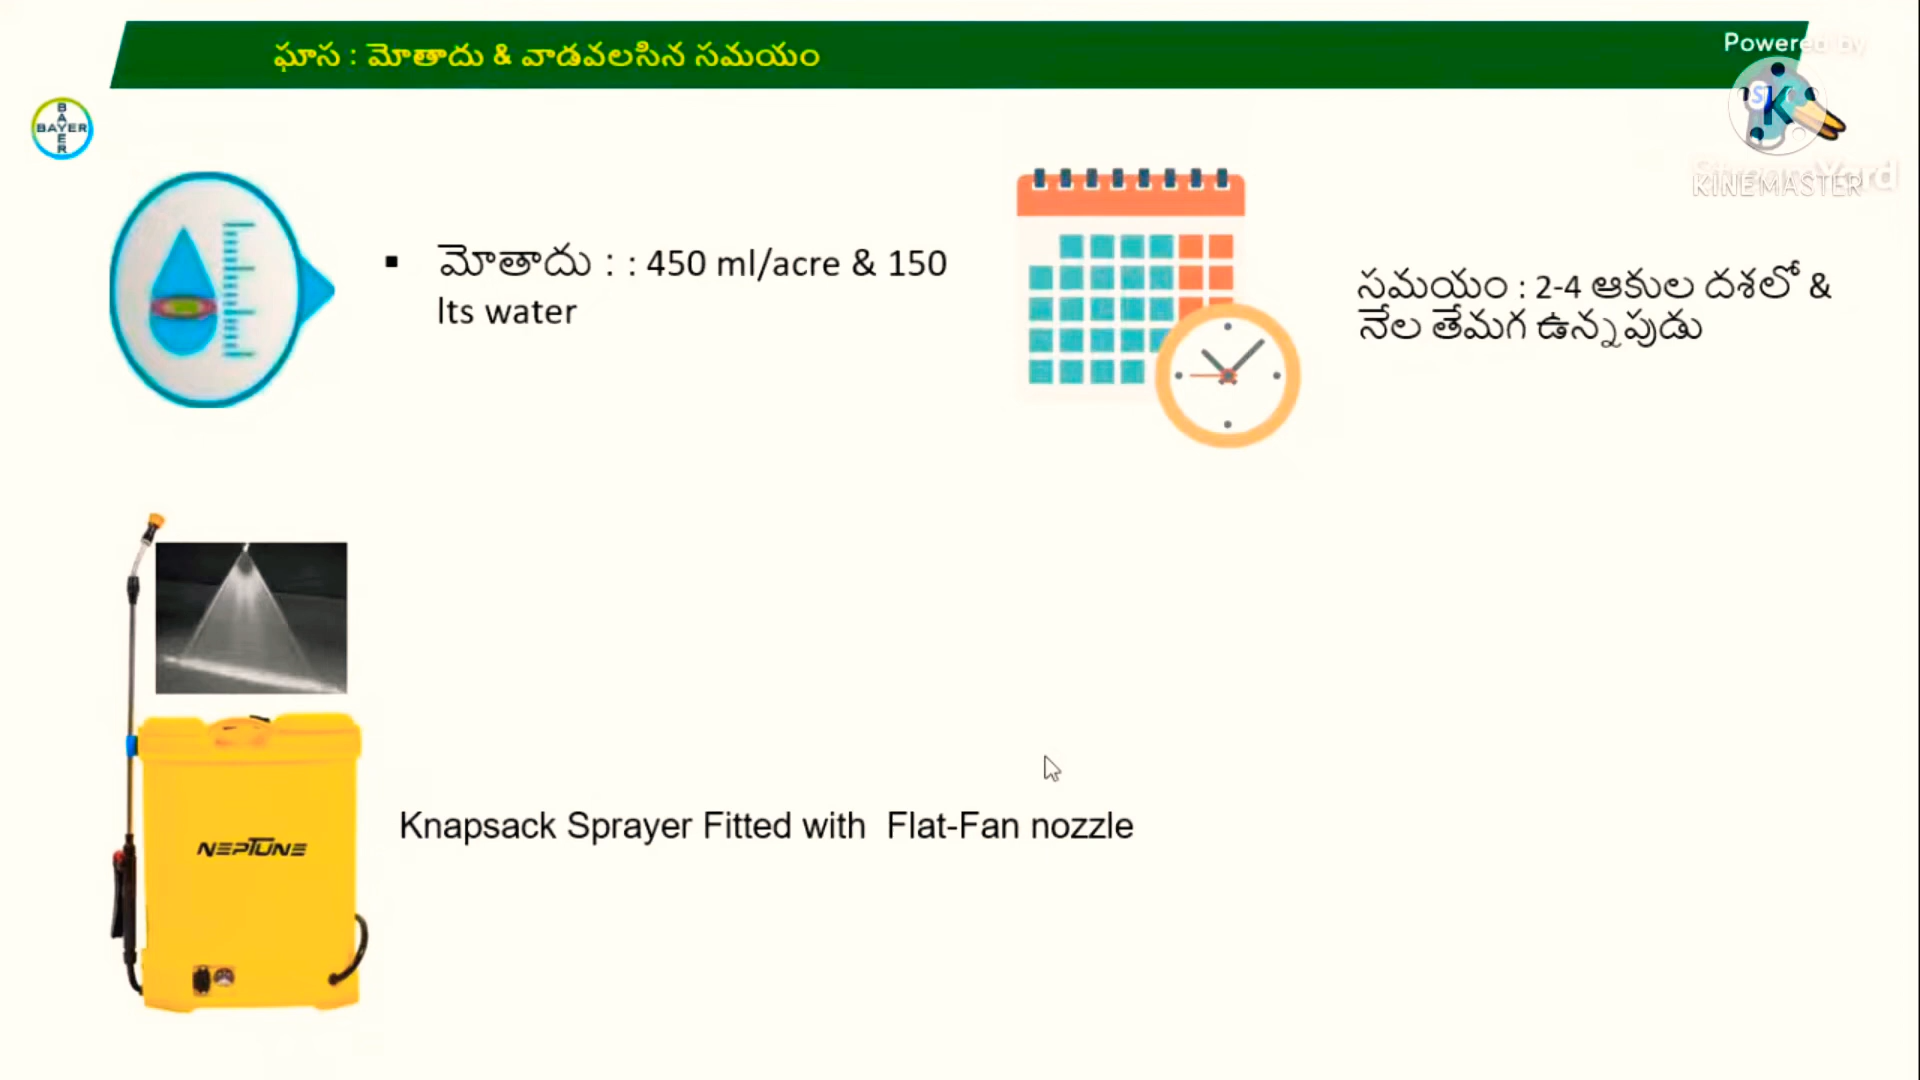 ఘాస : మోతాదు & వాడవలసిన సమయం
Powered by
BAYER
BAYER
KINEMASTER
▪ మోతాదు : : 450 ml/acre & 150
lts water
సమయం : 2-4 ఆకుల దశలో &
నేల తేమగ ఉన్నపుడు
NEPTUNE
Knapsack Sprayer Fitted with Flat-Fan nozzle